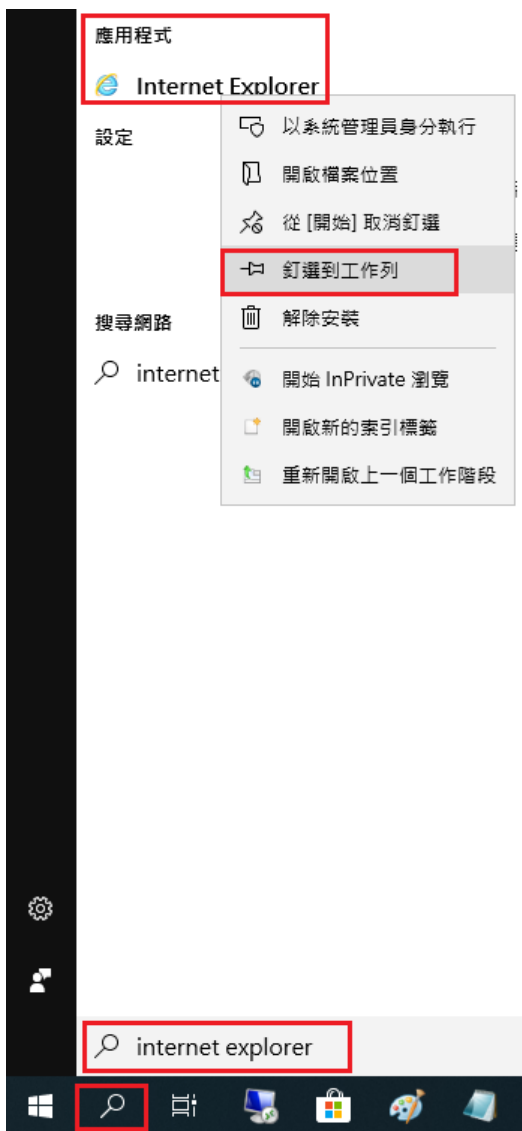 應用程式
Internet Explorer
設定
以系統管理員身分執行
開啟檔案位置
從 [開始] 取消釘選
釘選到工作列
解除安裝
搜尋網路
internet
開始 InPrivate 瀏覽
開啟新的索引標籤
重新開啟上一個工作階段
internet explorer